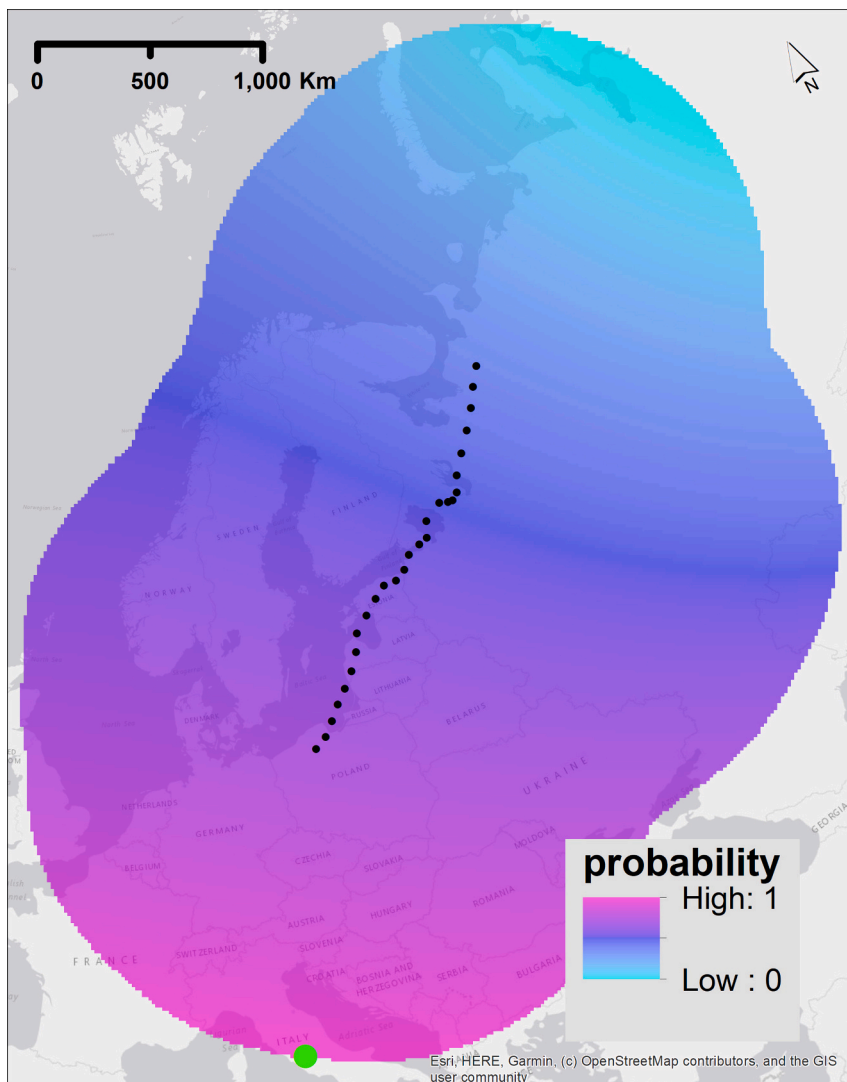 0 500 1,000 Km
N
NORWAY
SWEDEN
FINLAND
LATVIA
LITHUANIA
DENMARK
RUSSIA
BELARUS
POLAND
UKRAINE
NETHERLANDS
GERMANY
BELGIUM
CZECHIA
SLOVAKIA
MOLDOVA
GEORGIA
AUSTRIA
HUNGARY
ROMANIA
FRANCE
SWITZERLAND
SLOVENIA
CROATIA
BOSNIA AND
HERZEGOVINA
SERBIA
BULGARIA
ITALY
Adriatic Sea
probability
High: 1
Low : 0
Esri, HERE, Garmin, (c) OpenStreetMap contributors, and the GIS
user community